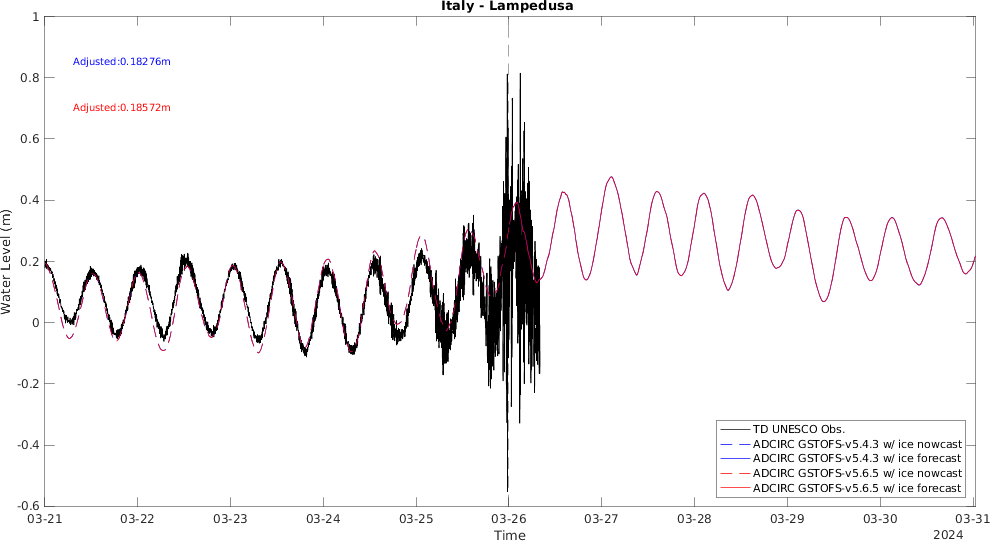 Italy - Lampedusa
1
Adjusted:0.18276m
0.8
Adjusted:0.18572m
0.6
0.4
Water Level (m)
0.2
0
-0.2
-0.4
-0.6
TD UNESCO Obs.
ADCIRC GSTOFS-v5.4.3 w/ ice nowcast
ADCIRC GSTOFS-v5.4.3 w/ ice forecast
ADCIRC GSTOFS-v5.6.5 w/ ice nowcast
ADCIRC GSTOFS-v5.6.5 w/ ice forecast
03-21 03-22 03-23 03-24 03-25 03-26 03-27 03-28 03-29 03-30 03-31
Time
2024